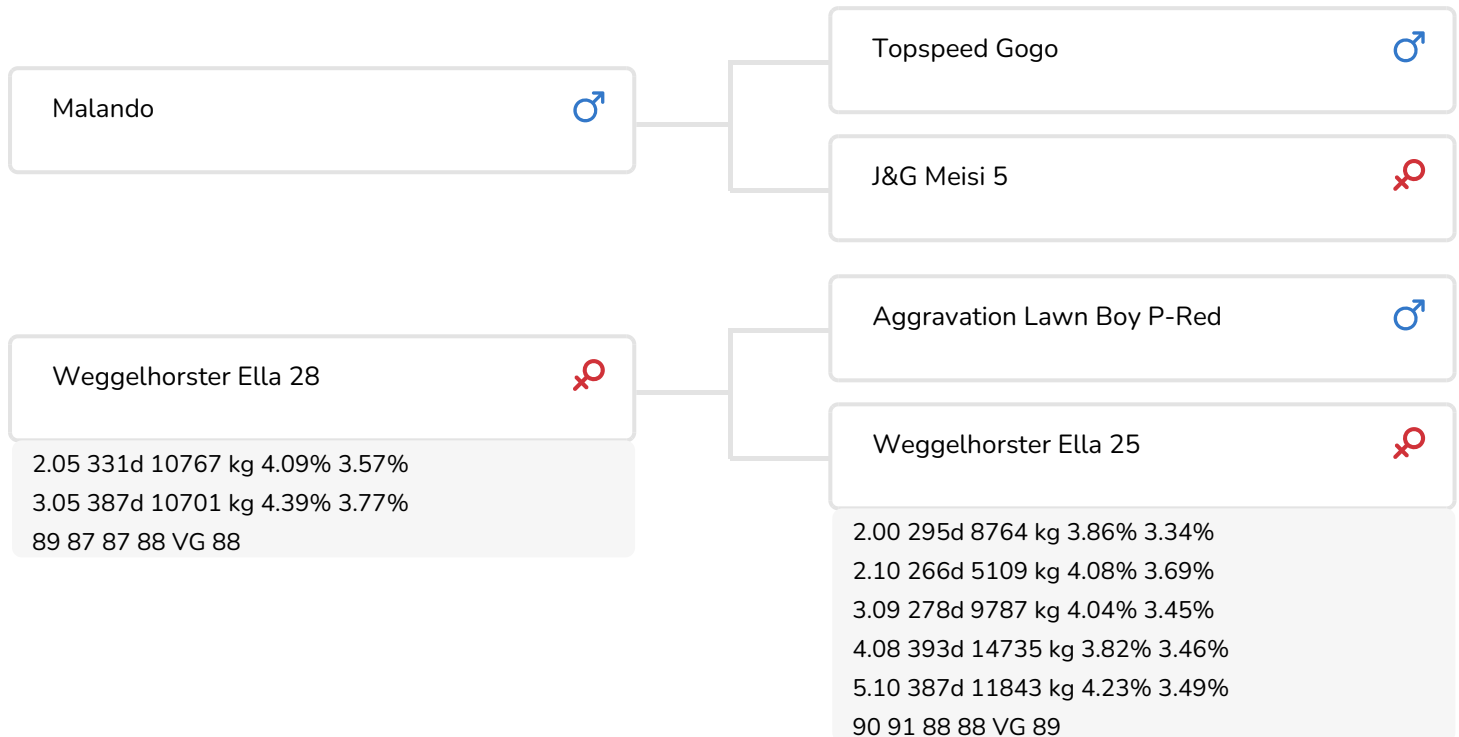 Malando
Topspeed Gogo
J&G Meisi 5
Weggelhorster Ella 28
2.05 331d 10767 kg 4.09% 3.57%
3.05 387d 10701 kg 4.39% 3.77%
89 87 87 88 VG 88
Aggravation Lawn Boy P-Red
Weggelhorster Ella 25
2.00 295d 8764 kg 3.86% 3.34%
2.10 266d 5109 kg 4.08% 3.69%
3.09 278d 9787 kg 4.04% 3.45%
4.08 393d 14735 kg 3.82% 3.46%
5.10 387d 11843 kg 4.23% 3.49%
90 91 88 88 VG 89